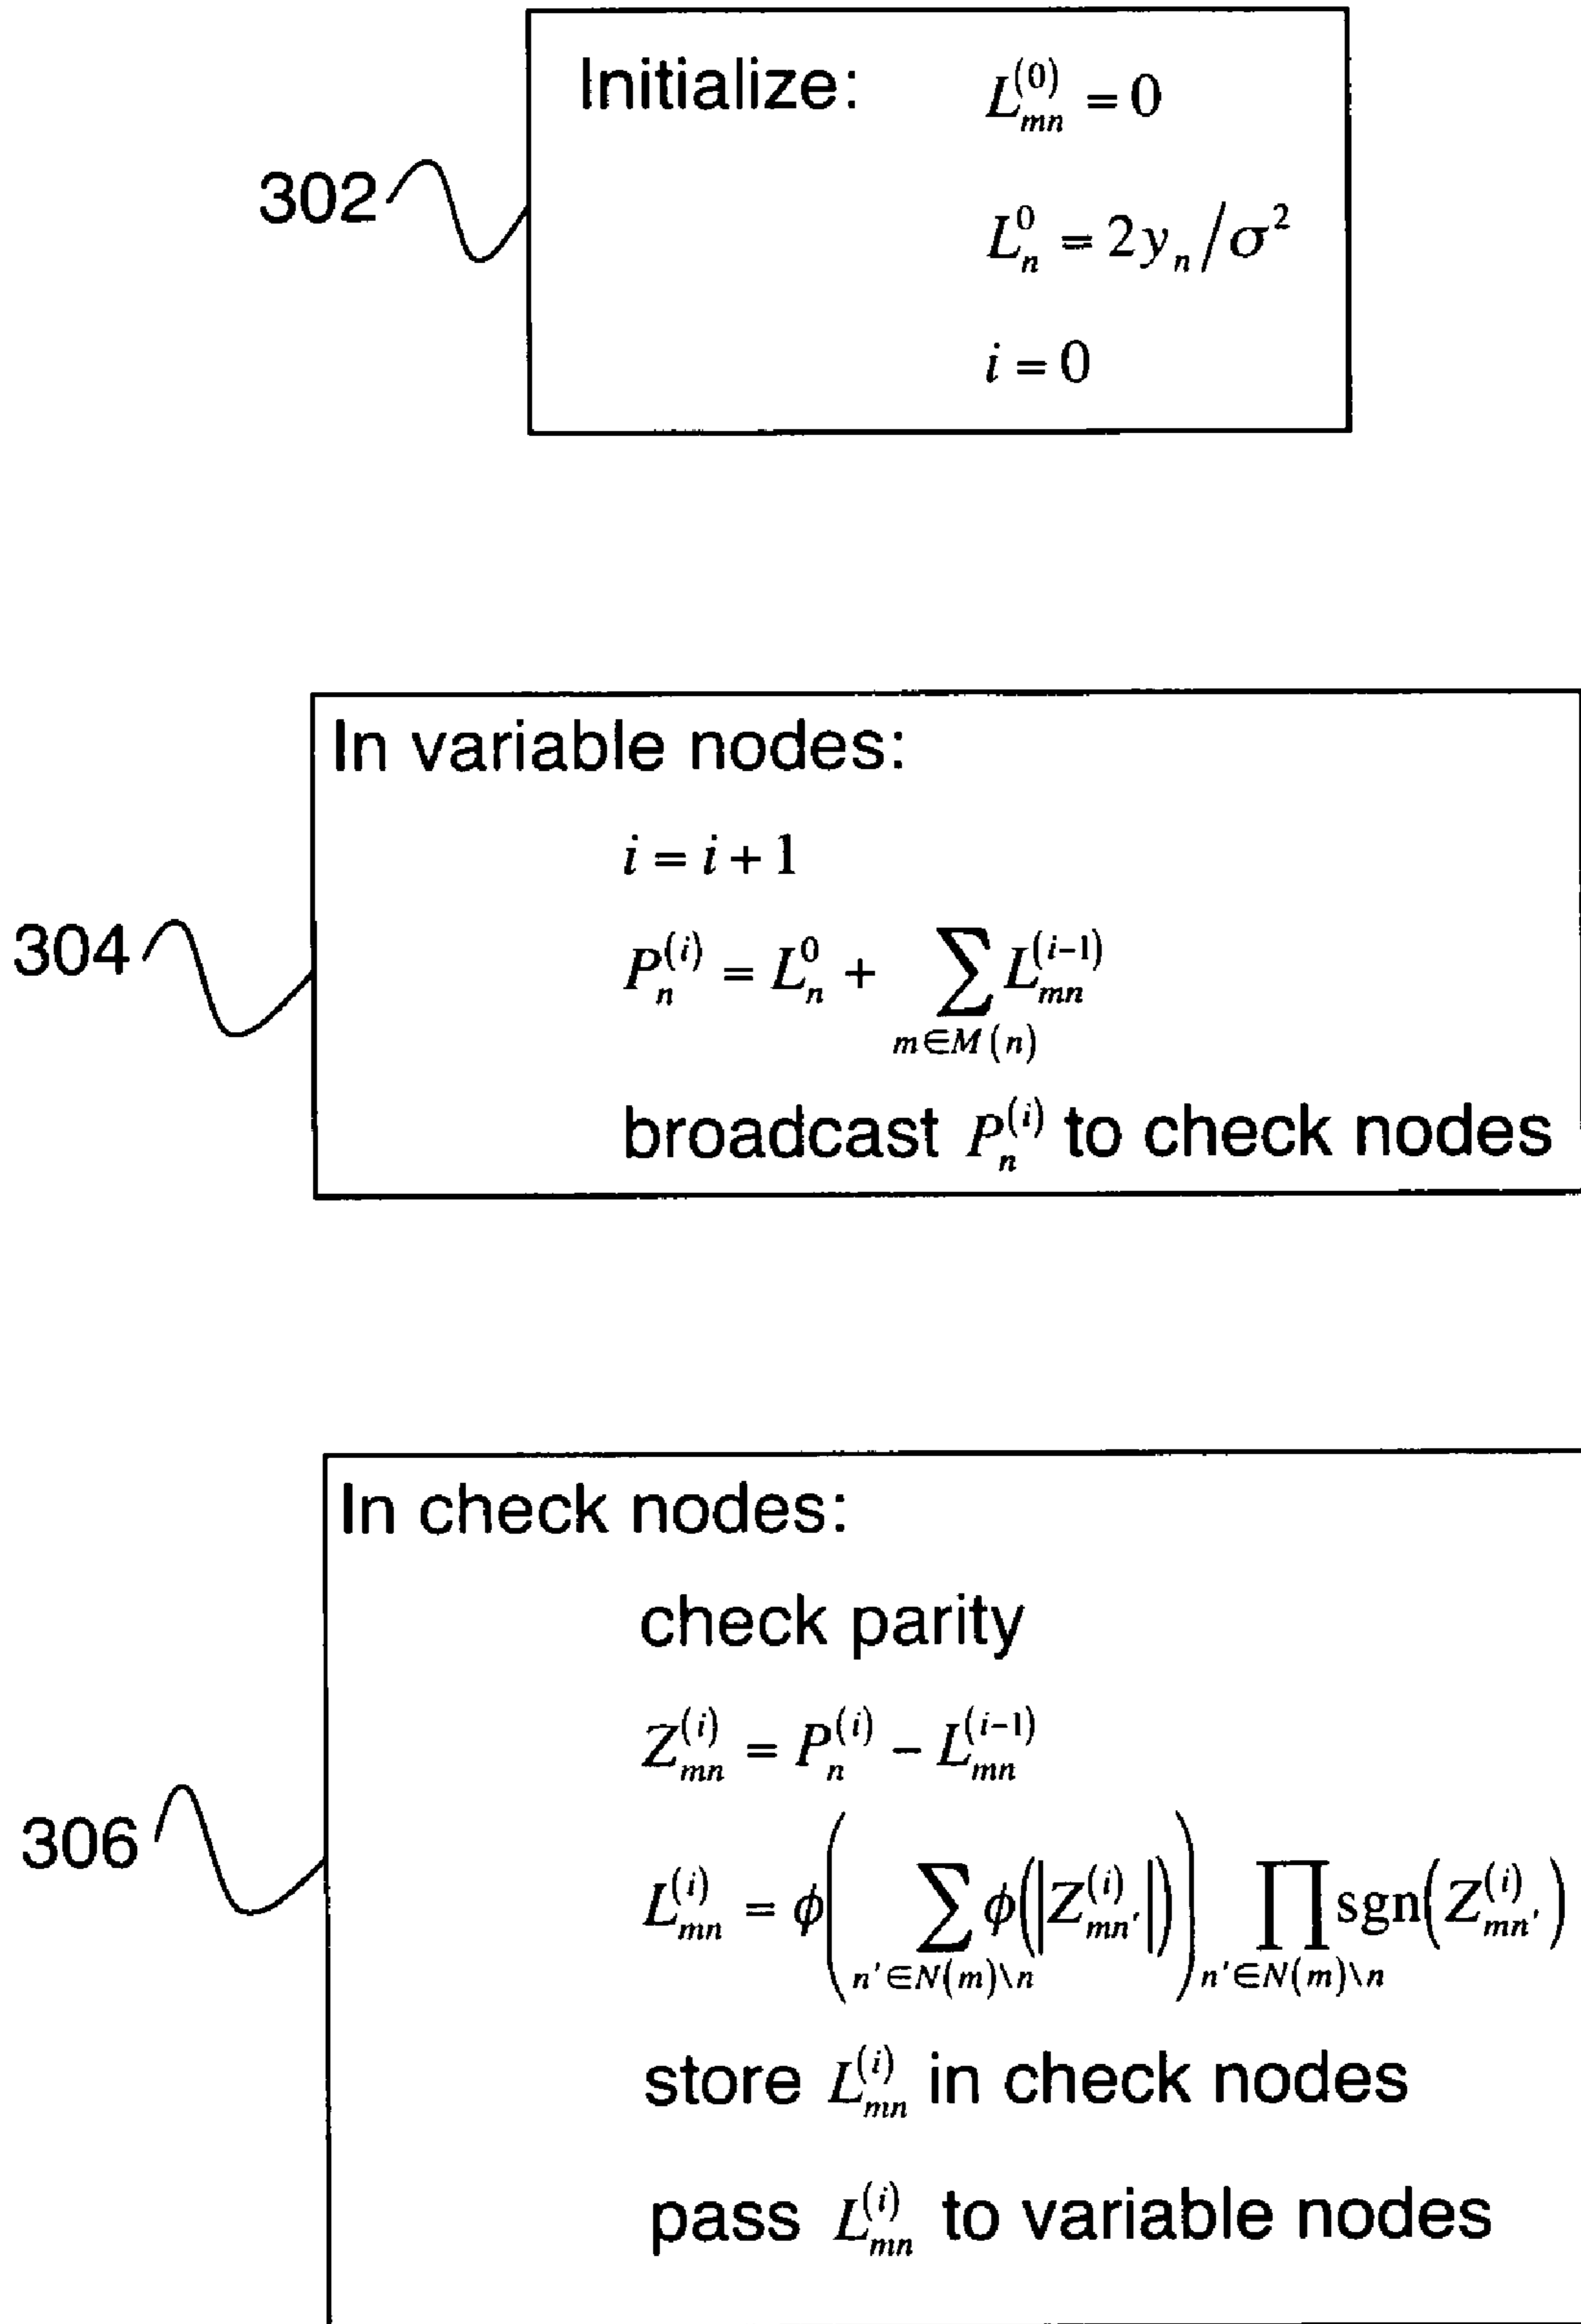 Initialize: L_{mn}^{(0)} = 0
302
L_n^0 = 2y_n/σ^2
i = 0
In variable nodes:
i = i + 1
304
P_n^{(i)} = L_n^0 + \sum_{m∈M(n)} L_{mn}^{(i-1)}
broadcast P_n^{(i)} to check nodes
In check nodes:
check parity
Z_{mn}^{(i)} = P_n^{(i)} − L_{mn}^{(i-1)}
306
L_{mn}^{(i)} = ϕ(\sum_{n'∈N(m)\n} ϕ(|Z_{mn'}^{(i)}|)) \prod_{n'∈N(m)\n} sgn(Z_{mn'}^{(i)})
store L_{mn}^{(i)} in check nodes
pass L_{mn}^{(i)} to variable nodes